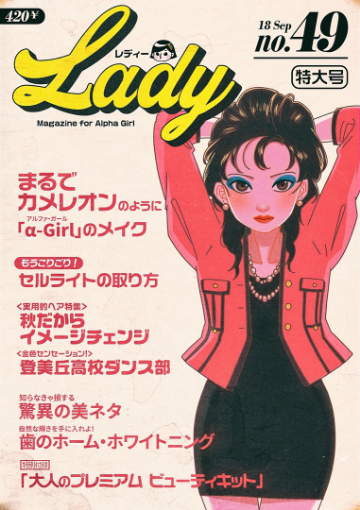 420¥
18 Sep
no.49
Lady
レディー
特大号
Magazine for Alpha Girl
まるで
カメレオンのように
アルファ・ガール
「α-Girl」のメイク
もうこりごり!
セルライトの取り方
<実用的ヘア特集>
秋だから
イメージチェンジ
<金色センセーション!>
登美丘高校ダンス部
知らなきゃ損する
驚異の美ネタ
自然な輝きを手に入れよ!
歯のホーム・ホワイトニング
「大人のプレミアム ビューティキット」